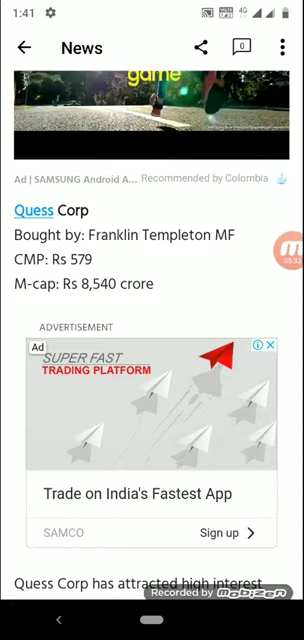 1:41
4G
News
0
game
Ad | SAMSUNG Android A... Recommended by Colombia
Quess Corp
Bought by: Franklin Templeton MF
CMP: Rs 579
M-cap: Rs 8,540 crore
ADVERTISEMENT
Ad
SUPER FAST
TRADING PLATFORM
Trade on India's Fastest App
SAMCO
Sign up
Quess Corp has attracted high interest
Recorded by mobizen